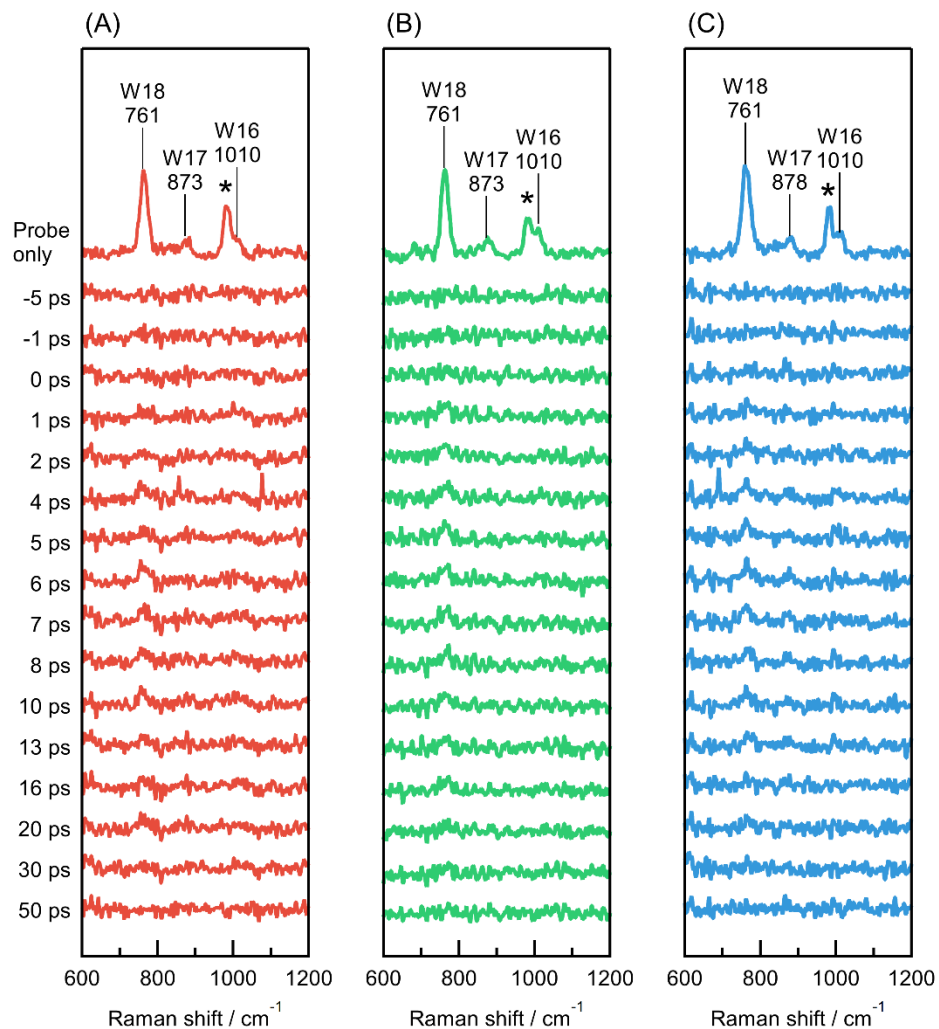 (A)
(B)
(C)
W18
761
W17
873
*
W16
1010
W18
761
W17
873
*
W16
1010
W18
761
W17
878
*
W16
1010
Probe
only
-5 ps
-1 ps
0 ps
1 ps
2 ps
4 ps
5 ps
6 ps
7 ps
8 ps
10 ps
13 ps
16 ps
20 ps
30 ps
50 ps
600 800 1000 1200
600 800 1000 1200
600 800 1000 1200
Raman shift / cm-1
Raman shift / cm-1
Raman shift / cm-1